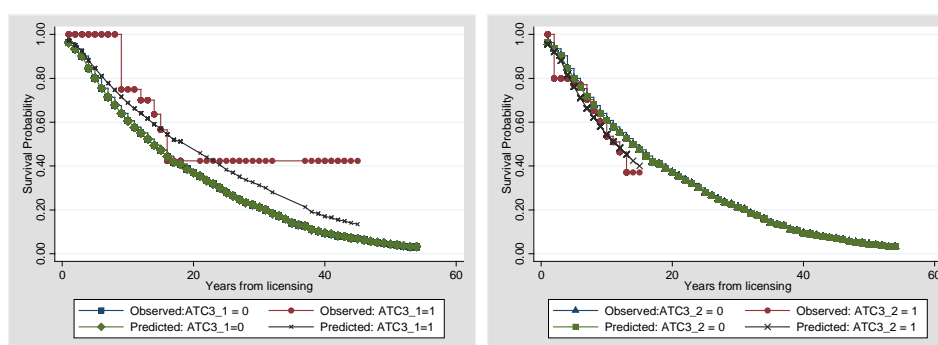 Survival Probability
1.00
0.80
0.60
0.40
0.20
0.00
0 20 40 60
Years from licensing
Observed:ATC3_1 = 0 Observed: ATC3_1=1
Predicted: ATC3_1=0 Predicted: ATC3_1=1
Survival Probability
1.00
0.80
0.60
0.40
0.20
0.00
0 20 40 60
Years from licensing
Observed:ATC3_2 = 0 Observed: ATC3_2 = 1
Predicted: ATC3_2 = 0 Predicted: ATC3_2 = 1